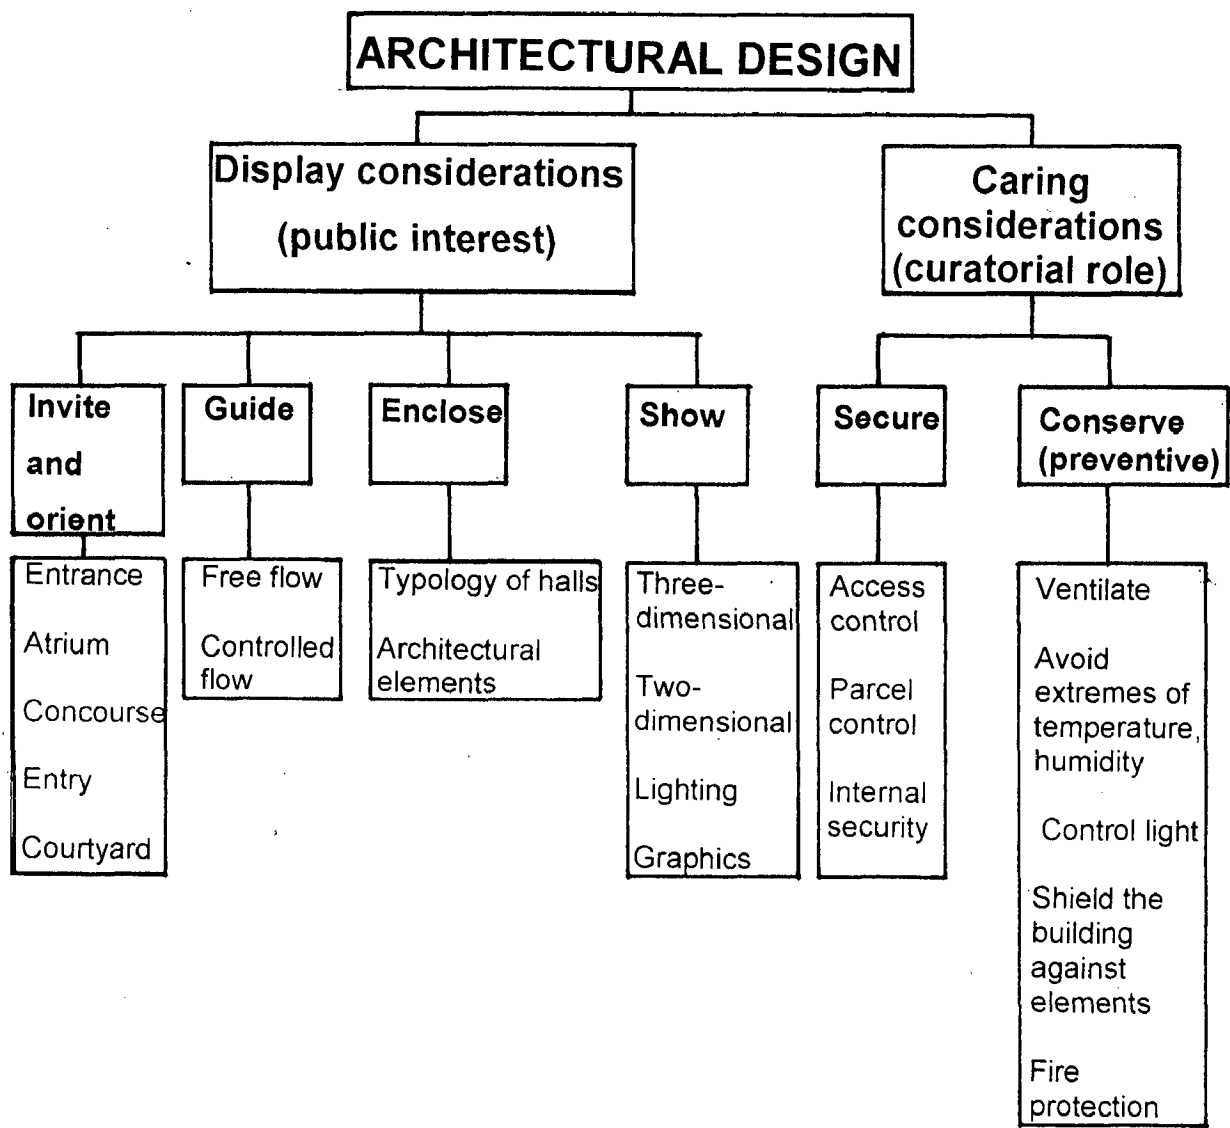 ARCHITECTURAL DESIGN
Display considerations
(public interest)
Caring
considerations
(curatorial role)
Invite
and
orient
Guide
Enclose
Show
Secure
Conserve
(preventive)
Entrance
Atrium
Concourse
Entry
Courtyard
Free flow
Controlled
flow
Typology of halls
Architectural
elements
Three-
dimensional
Two-
dimensional
Lighting
Graphics
Access
control
Parcel
control
Internal
security
Ventilate
Avoid
extremes of
temperature,
humidity
Control light
Shield the
building
against
elements
Fire
protection